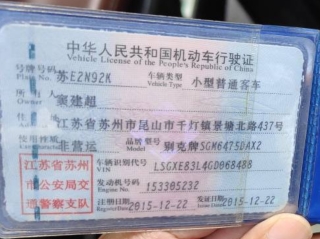 中华人民共和国机动车行驶证
Vehicle License of the People's Republic of China
号牌号码 苏E2N92K 车辆类型 小型普通客车
Plate No. Vehicle Type
所有人 窦建超
Owner
江苏省苏州市昆山市千灯镇景塘北路437号
使用性质 非营运 品牌型号 别克牌SGM6475DAX2
Model
江苏省苏州 车辆识别代号 LSGXE83L4GD068488
VIN
市公安局交 发动机号码 153305232
Engine No.
通警察支队 注册日期 2015-12-22 2015-12-22
Register Date